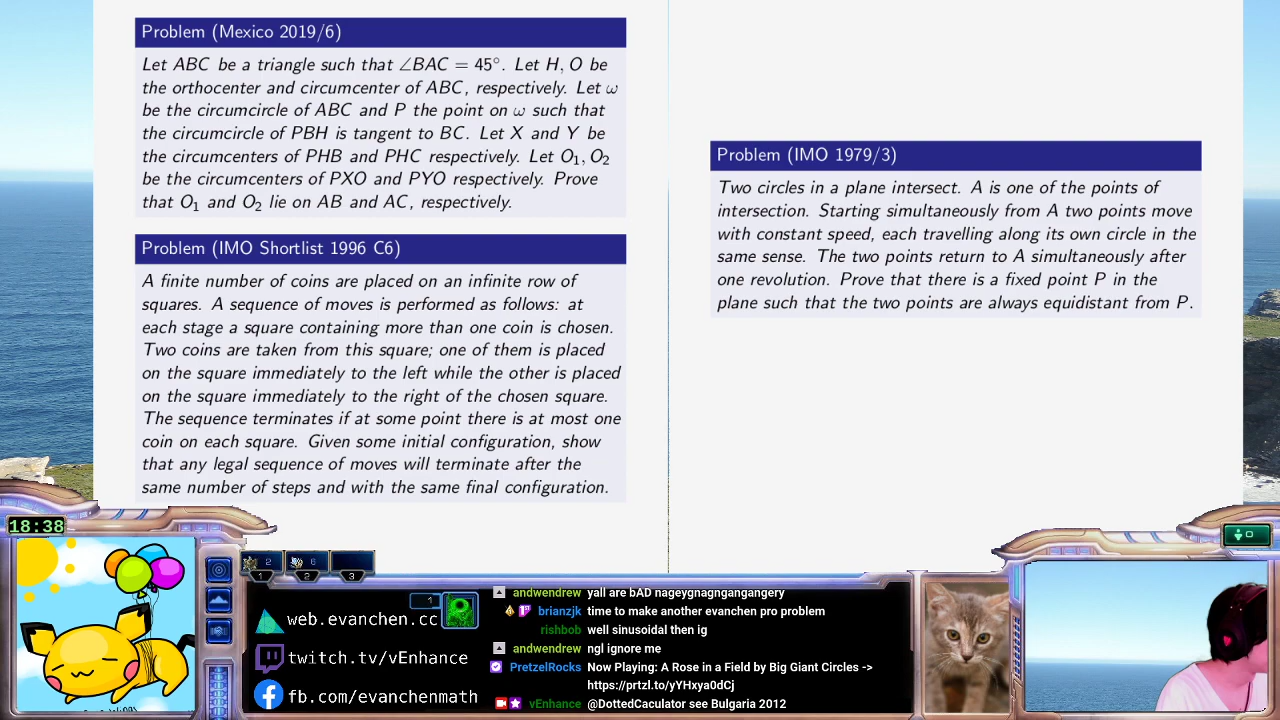 Problem (Mexico 2019/6)
Let ABC be a triangle such that ∠BAC = 45°. Let H, O be
the orthocenter and circumcenter of ABC, respectively. Let ω
be the circumcircle of ABC and P the point on ω such that
the circumcircle of PBH is tangent to BC. Let X and Y be
the circumcenters of PHB and PHC respectively. Let O₁, O₂
be the circumcenters of PXO and PYO respectively. Prove
that O₁ and O₂ lie on AB and AC, respectively.
Problem (IMO Shortlist 1996 C6)
A finite number of coins are placed on an infinite row of
squares. A sequence of moves is performed as follows: at
each stage a square containing more than one coin is chosen.
Two coins are taken from this square; one of them is placed
on the square immediately to the left while the other is placed
on the square immediately to the right of the chosen square.
The sequence terminates if at some point there is at most one
coin on each square. Given some initial configuration, show
that any legal sequence of moves will terminate after the
same number of steps and with the same final configuration.
Problem (IMO 1979/3)
Two circles in a plane intersect. A is one of the points of
intersection. Starting simultaneously from A two points move
with constant speed, each travelling along its own circle in the
same sense. The two points return to A simultaneously after
one revolution. Prove that there is a fixed point P in the
plane such that the two points are always equidistant from P.
18:38
2
6
1
2
3
1
web.evanchen.cc
twitch.tv/vEnhance
fb.com/evanchenmath
andwendrew yall are bAD nageygnagngangangery
brianzjk time to make another evanchen pro problem
rishbob well sinusoidal then ig
andwendrew ngl ignore me
PretzelRocks Now Playing: A Rose in a Field by Big Giant Circles ->
https://prtzl.to/yYHxya0dCj
vEnhance @DottedCaculator see Bulgaria 2012